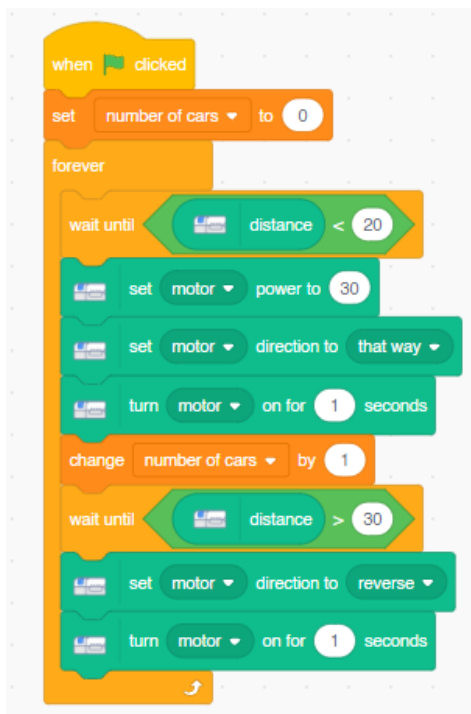 when clicked
set number of cars to 0
forever
wait until distance < 20
set motor power to 30
set motor direction to that way
turn motor on for 1 seconds
change number of cars by 1
wait until distance > 30
set motor direction to reverse
turn motor on for 1 seconds